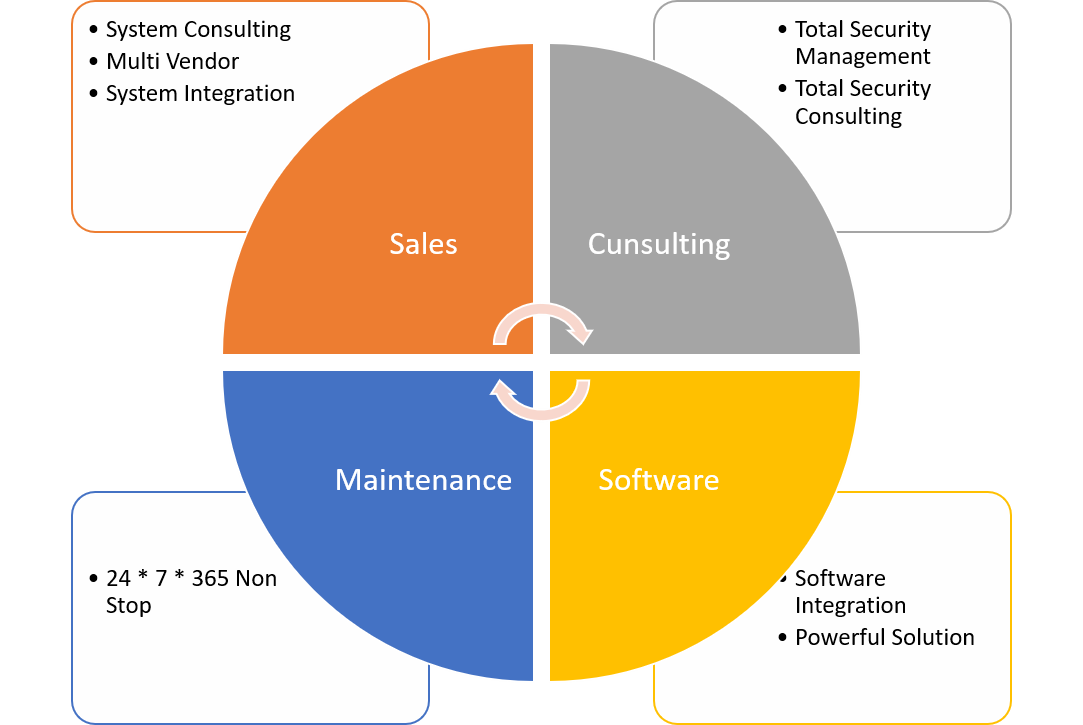 • System Consulting
• Multi Vendor
• System Integration
• Total Security
Management
• Total Security
Consulting
Sales
Cunsulting
Maintenance
Software
• 24 * 7 * 365 Non
Stop
• Software
Integration
• Powerful Solution